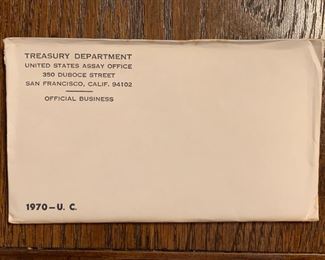 TREASURY DEPARTMENT
UNITED STATES ASSAY OFFICE
350 DUBOCE STREET
SAN FRANCISCO, CALIF. 94102
OFFICIAL BUSINESS
1970-U. C.